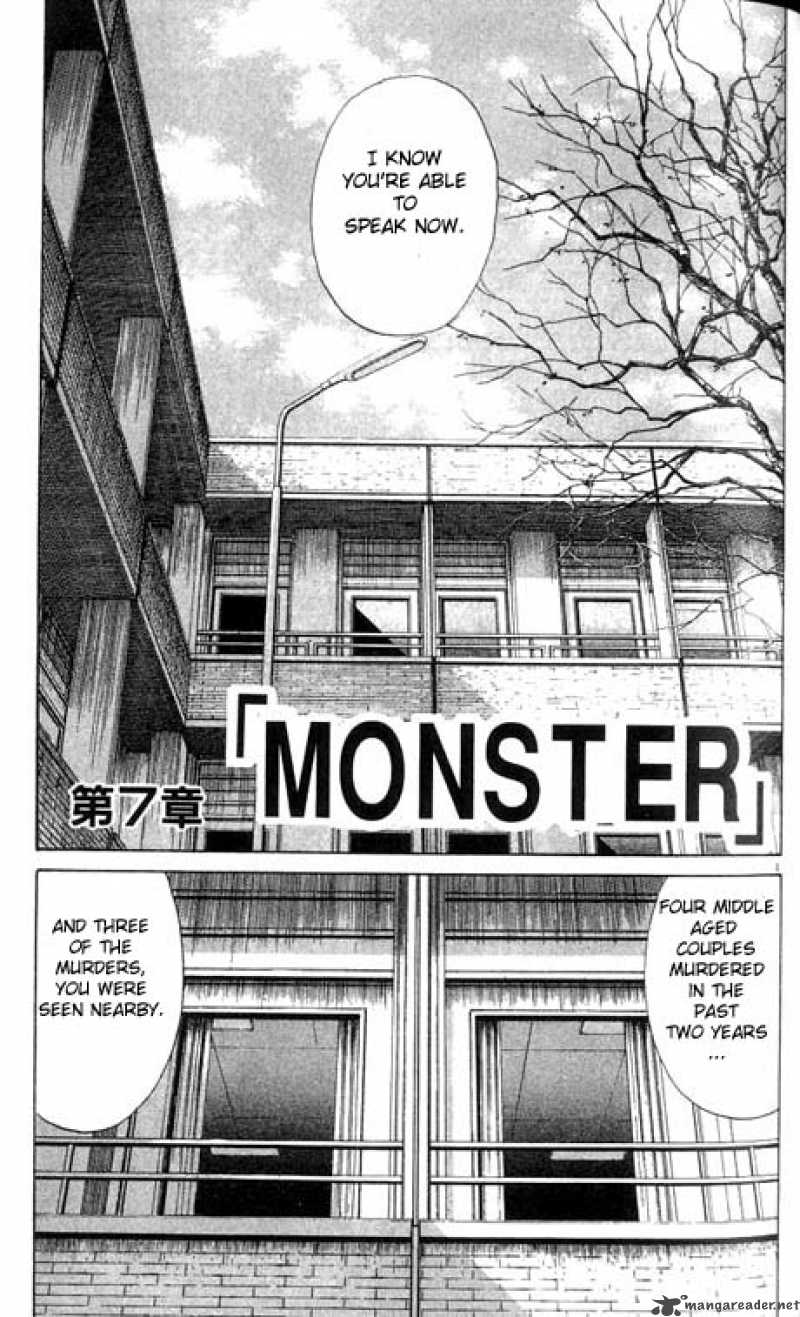 I KNOW
YOU'RE ABLE
TO
SPEAK NOW.
第7章
「MONSTER」
1
FOUR MIDDLE
AGED
COUPLES
MURDERED
IN THE
PAST
TWO YEARS
...
AND THREE
OF THE
MURDERS,
YOU WERE
SEEN NEARBY.
mangareader.net